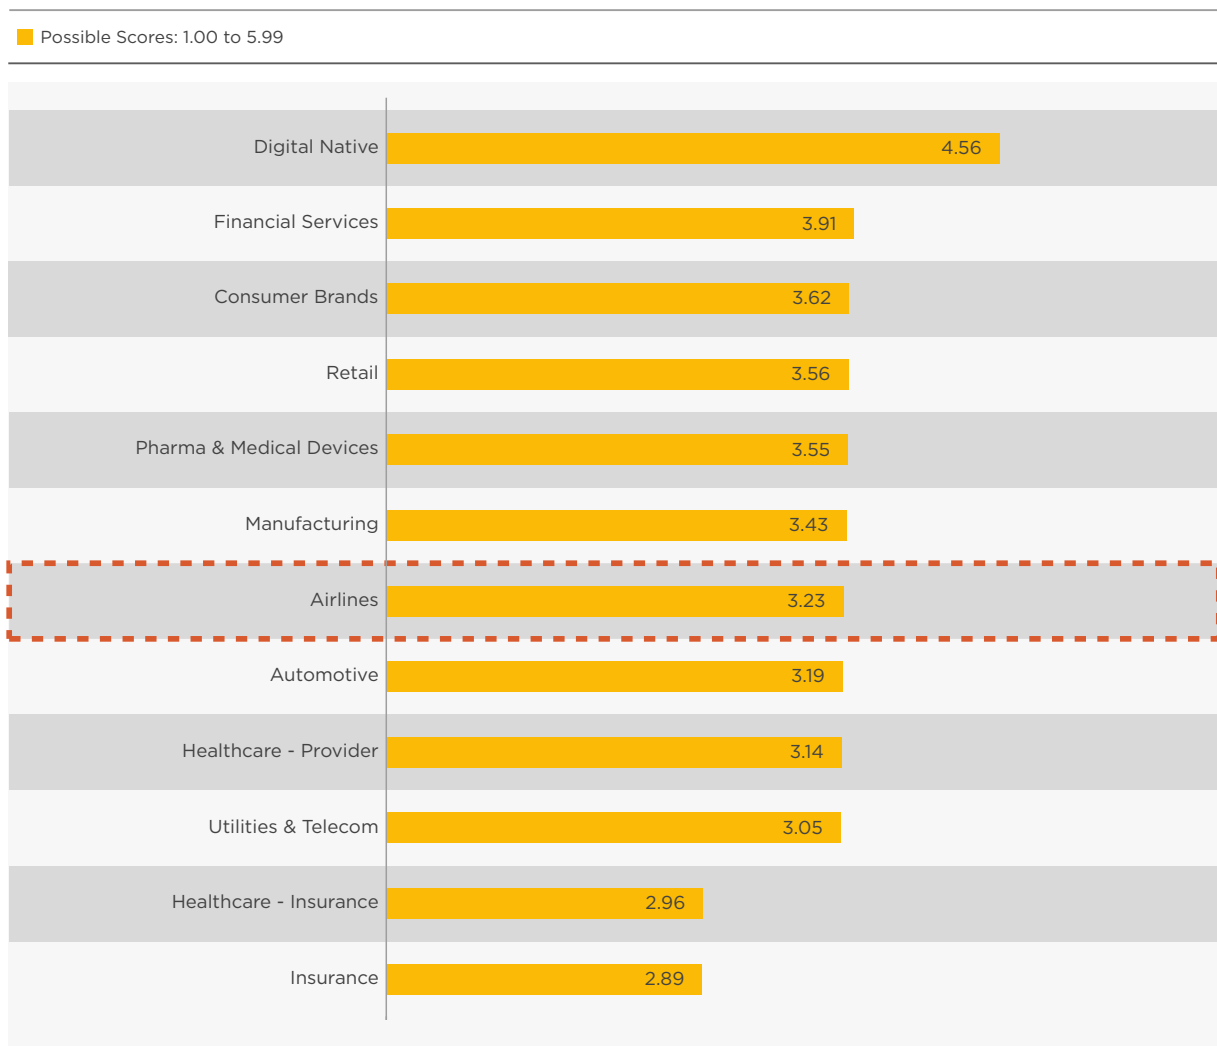 Possible Scores: 1.00 to 5.99
Digital Native 4.56
Financial Services 3.91
Consumer Brands 3.62
Retail 3.56
Pharma & Medical Devices 3.55
Manufacturing 3.43
Airlines 3.23
Automotive 3.19
Healthcare - Provider 3.14
Utilities & Telecom 3.05
Healthcare - Insurance 2.96
Insurance 2.89